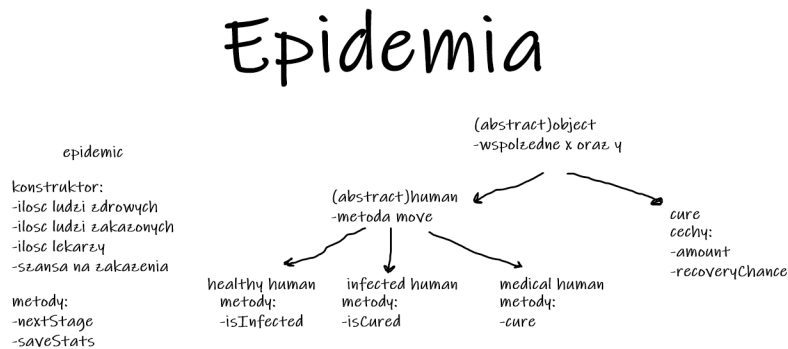 Epidemia
epidemic
konstruktor:
-ilosc ludzi zdrowych
-ilosc ludzi zakazonych
-ilosc lekarzy
-szansa na zakazenia
metody:
-nextStage
-saveStats
(abstract)object
-wspolzedne x oraz y
(abstract)human
-metoda move
cure
cechy:
-amount
-recoveryChance
healthy human
metody:
-isInfected
infected human
metody:
-isCured
medical human
metody:
-cure